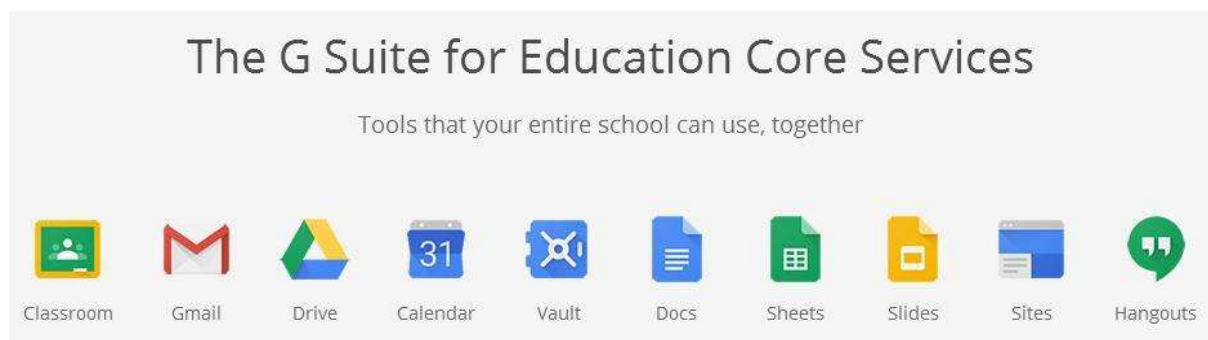 The G Suite for Education Core Services
Tools that your entire school can use, together
31
Classroom Gmail Drive Calendar Vault Docs Sheets Slides Sites Hangouts